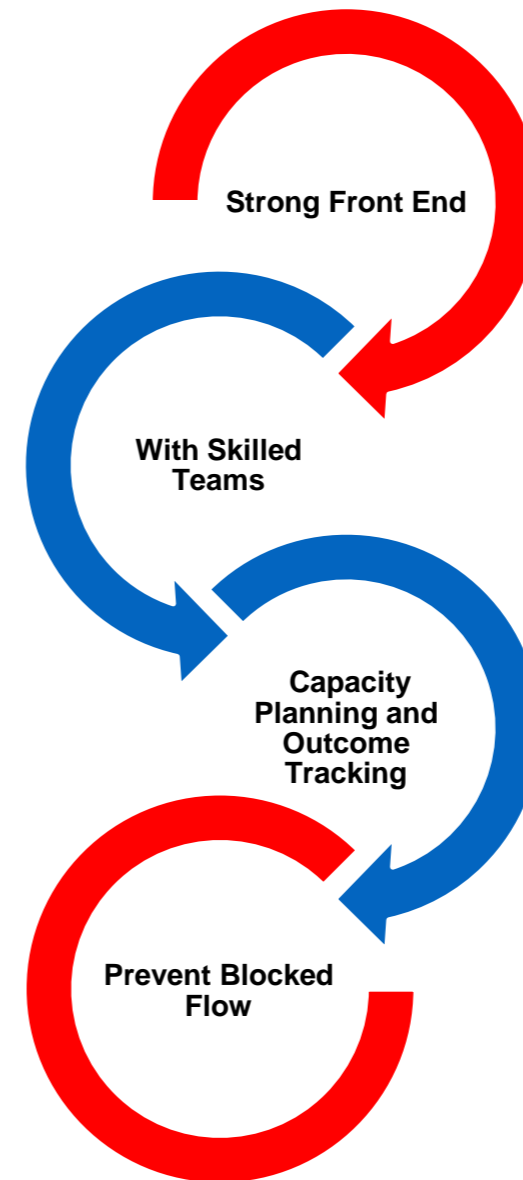 Strong Front End
With Skilled
Teams
Capacity
Planning and
Outcome
Tracking
Prevent Blocked
Flow